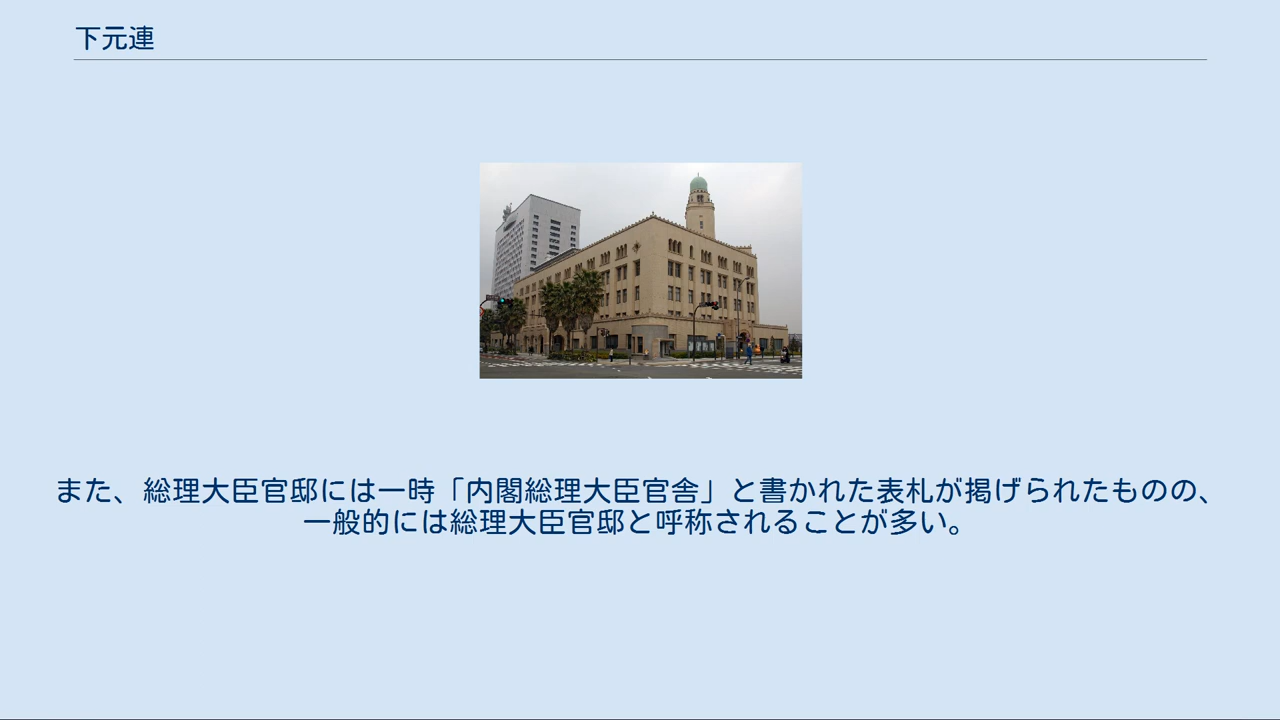 下元連
また、総理大臣官邸には一時「内閣総理大臣官舎」と書かれた表札が掲げられたものの、
一般的には総理大臣官邸と呼称されることが多い。